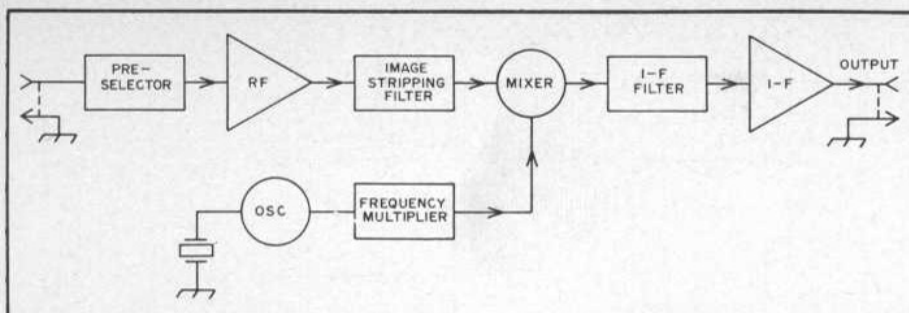 PRE-
SELECTOR
RF
IMAGE
STRIPPING
FILTER
MIXER
I-F
FILTER
I-F
OUTPUT
OSC
FREQUENCY
MULTIPLIER